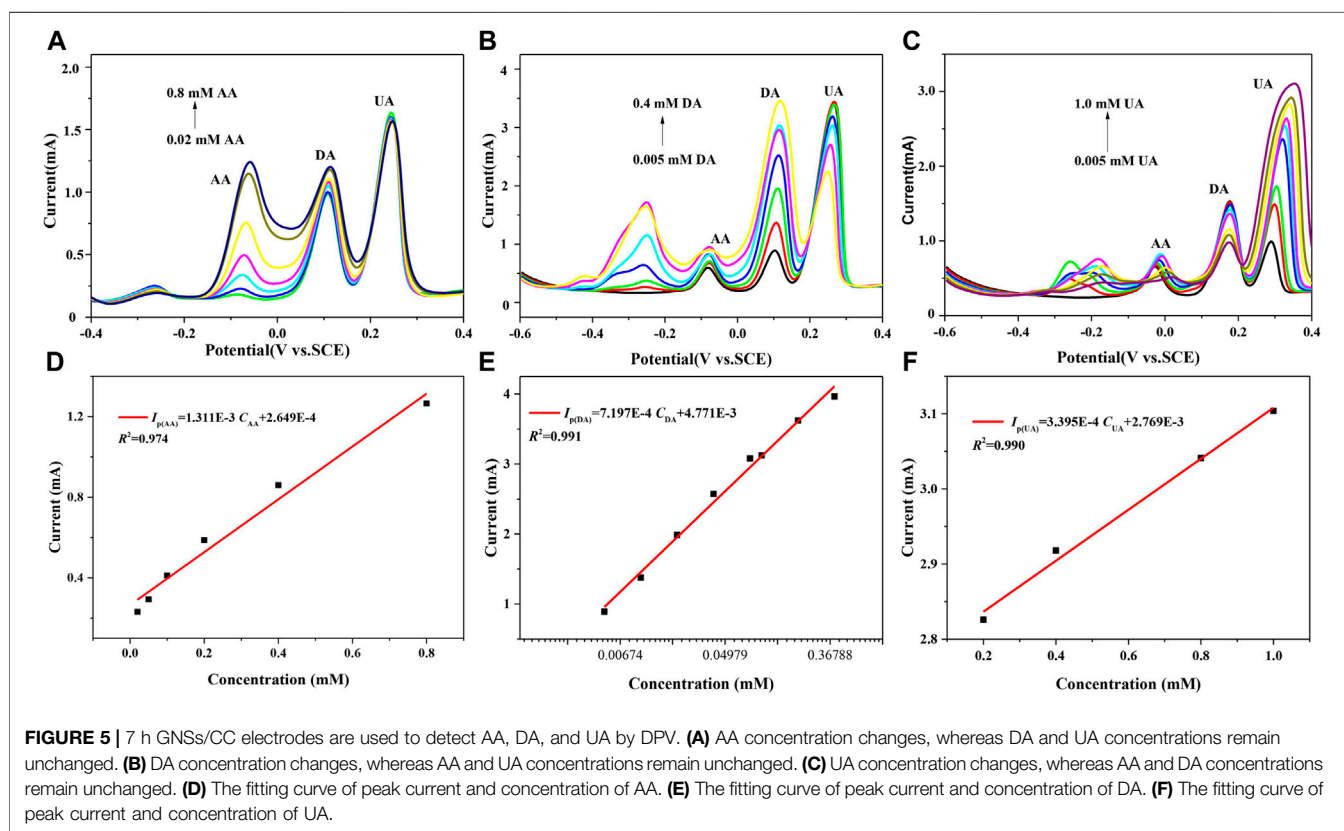 A
2.0
1.5
1.0
0.5
0
Current(mA)
0.8 mM AA
0.02 mM AA
AA
DA
UA
-0.4
-0.2
0.0
0.2
0.4
Potential(V vs.SCE)
B
4
3
2
1
0
Current(mA)
0.4 mM DA
0.005 mM DA
AA
DA
UA
-0.6
-0.4
-0.2
0.0
0.2
0.4
Potential(V vs.SCE)
C
3.0
2.0
1.0
0.0
Current(mA)
1.0 mM UA
0.005 mM UA
AA
DA
UA
-0.6
-0.4
-0.2
0.0
0.2
0.4
Potential(V vs.SCE)
D
1.2
0.8
0.4
Current (mA)
Ip(AA)=1.311E-3 CAA+2.649E-4
R²=0.974
0.0
0.2
0.4
0.6
0.8
Concentration (mM)
E
4
3
2
1
Current (mA)
Ip(DA)=7.197E-4 CDA+4.771E-3
R²=0.991
0.00674
0.04979
0.36788
Concentration (mM)
F
3.1
3.0
2.9
2.8
Current (mA)
Ip(UA)=3.395E-4 CUA+2.769E-3
R²=0.990
0.2
0.4
0.6
0.8
1.0
Concentration (mM)
FIGURE 5 | 7 h GNSs/CC electrodes are used to detect AA, DA, and UA by DPV. (A) AA concentration changes, whereas DA and UA concentrations remain
unchanged. (B) DA concentration changes, whereas AA and UA concentrations remain unchanged. (C) UA concentration changes, whereas AA and DA concentrations
remain unchanged. (D) The fitting curve of peak current and concentration of AA. (E) The fitting curve of peak current and concentration of DA. (F) The fitting curve of
peak current and concentration of UA.